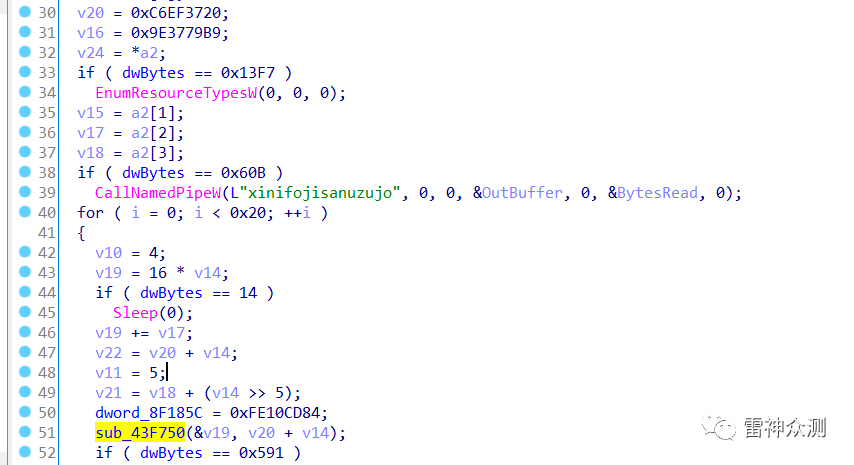 30 v20 = 0xC6EF3720;
31 v16 = 0x9E3779B9;
32 v24 = *a2;
33 if ( dwBytes == 0x13F7 )
34 EnumResourceTypesW(0, 0, 0);
35 v15 = a2[1];
36 v17 = a2[2];
37 v18 = a2[3];
38 if ( dwBytes == 0x60B )
39 CallNamedPipeW(L"xinifojisanuzujo", 0, 0, &OutBuffer, 0, &BytesRead, 0);
40 for ( i = 0; i < 0x20; ++i )
41 {
42 v10 = 4;
43 v19 = 16 * v14;
44 if ( dwBytes == 14 )
45 Sleep(0);
46 v19 += v17;
47 v22 = v20 + v14;
48 v11 = 5;
49 v21 = v18 + (v14 >> 5);
50 dword_8F185C = 0xFE10CD84;
51 sub_43F750(&v19, v20 + v14);
52 if ( dwBytes == 0x591 )
雷神众测